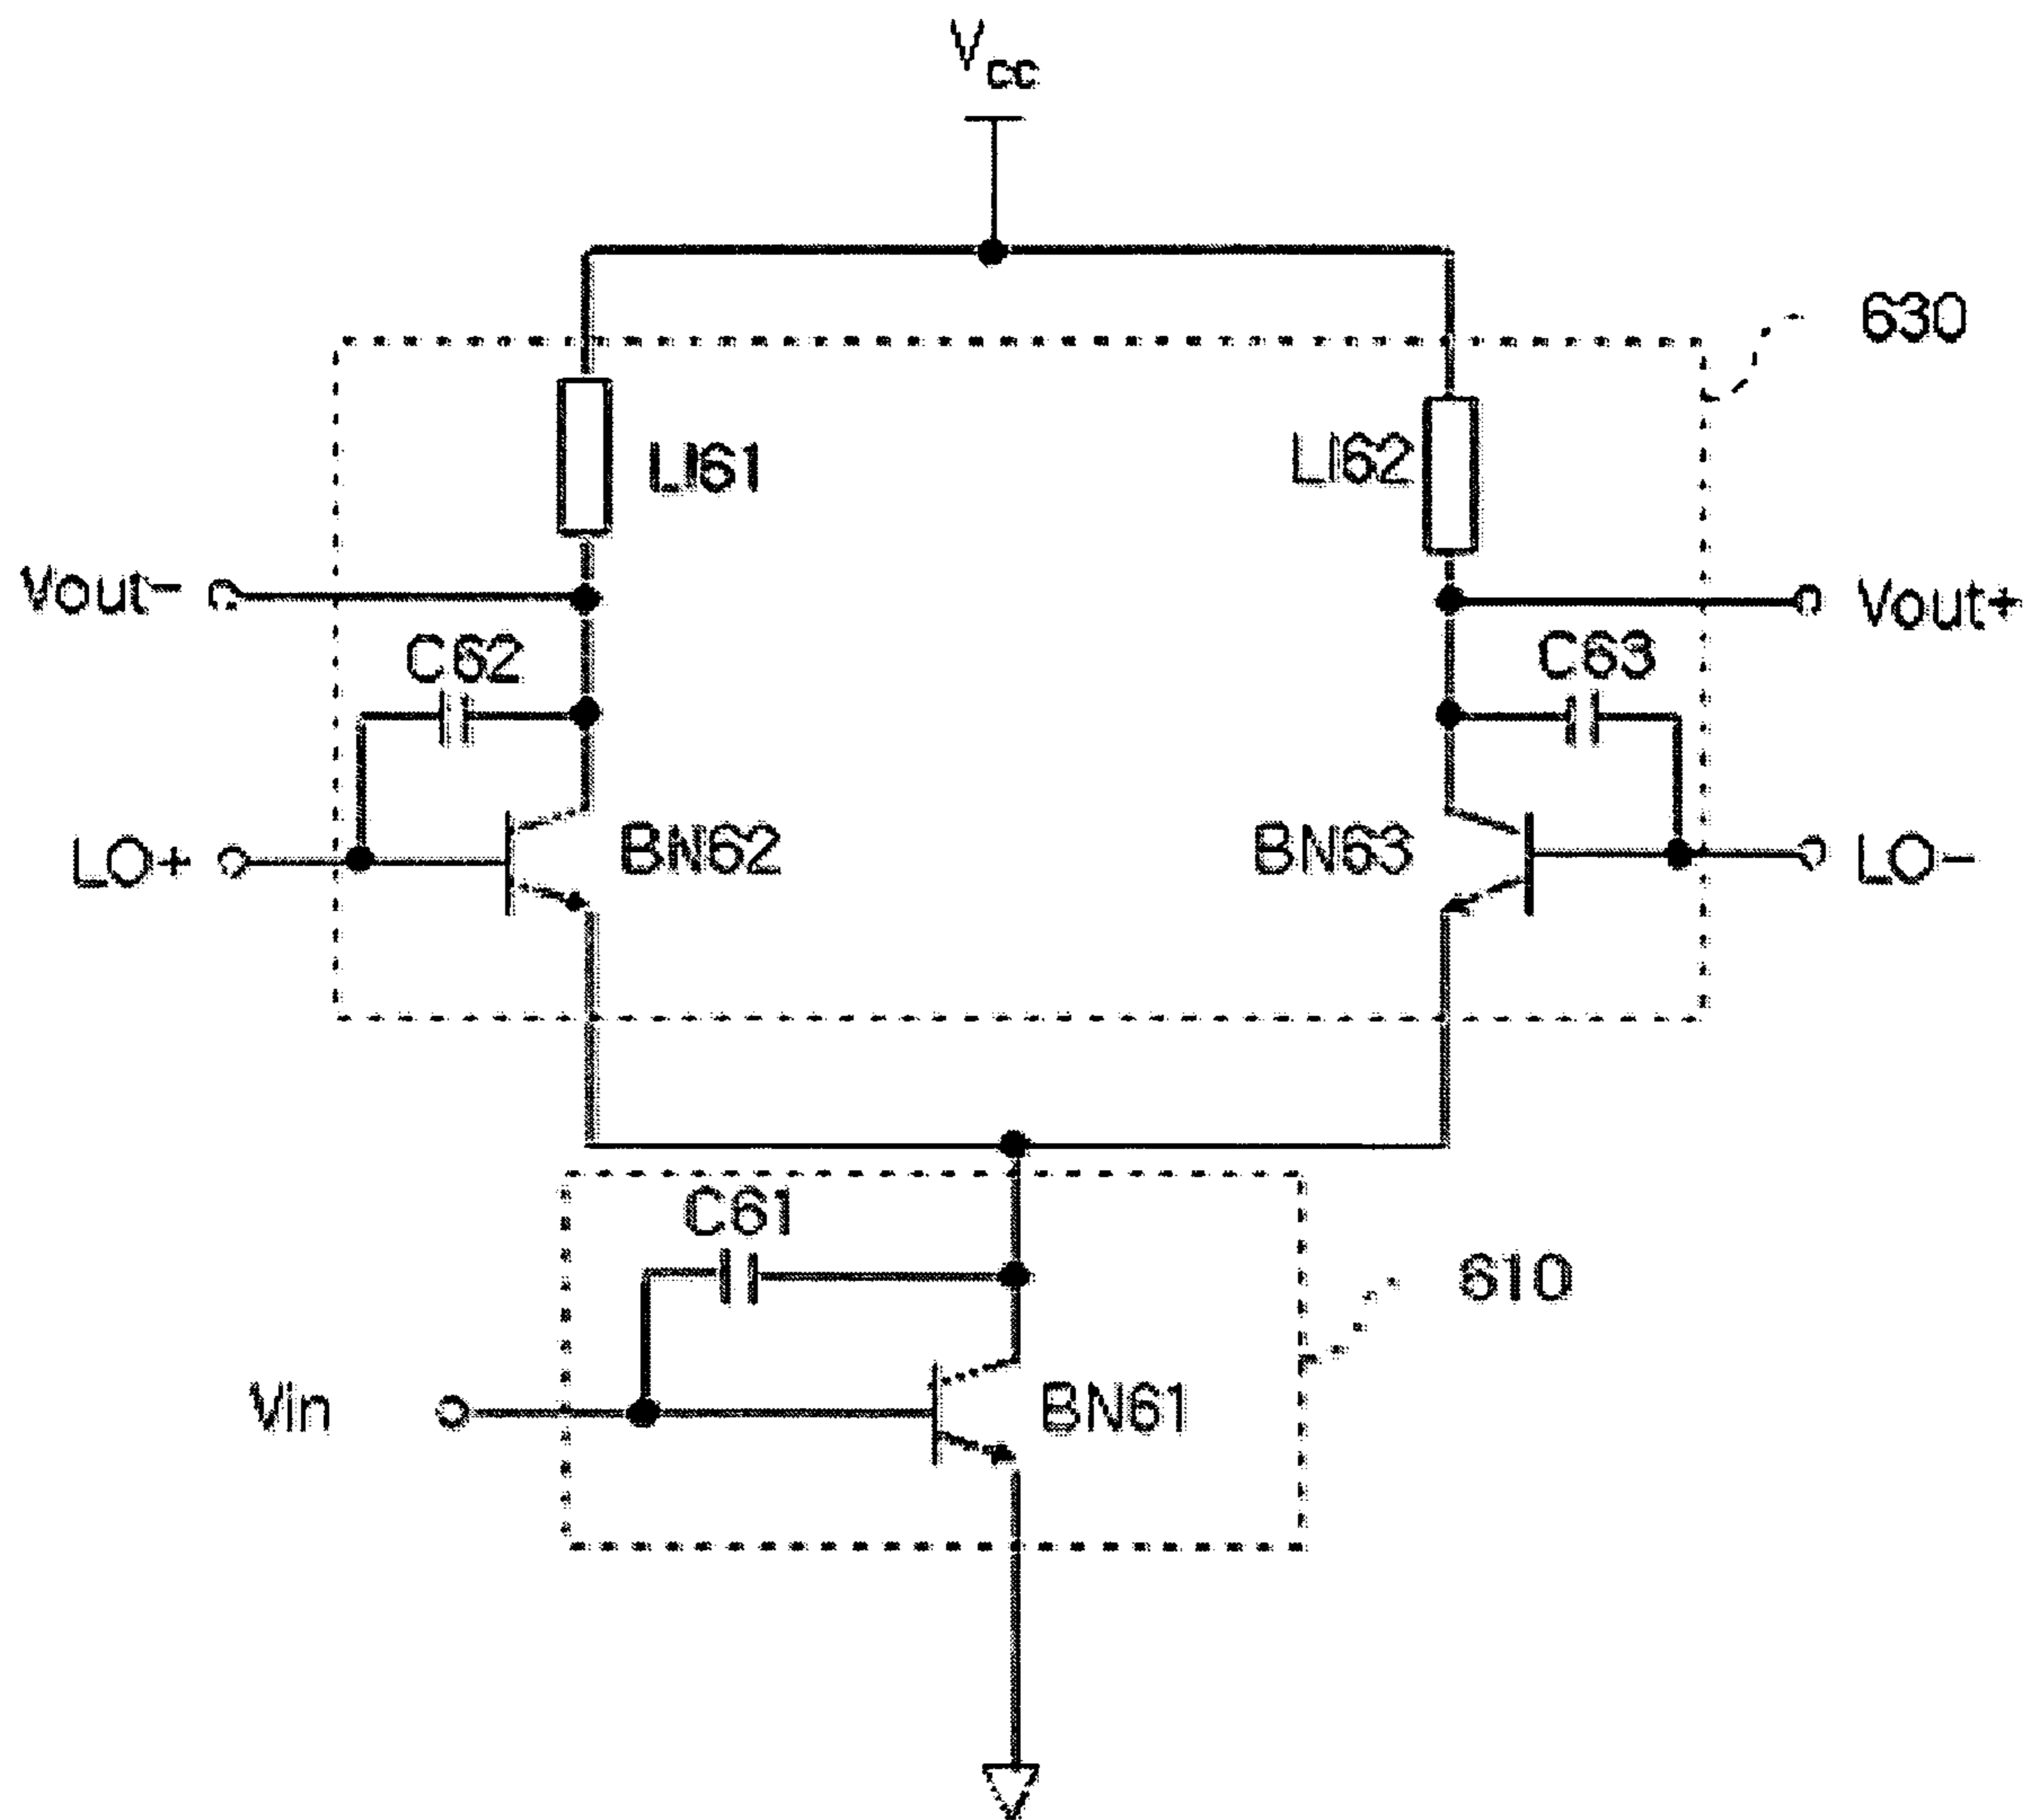 Vcc
630
LI61
LI62
Vout-
Vout+
C62
C63
LO+
BN62
BN63
LO-
C61
610
Vin
BN61